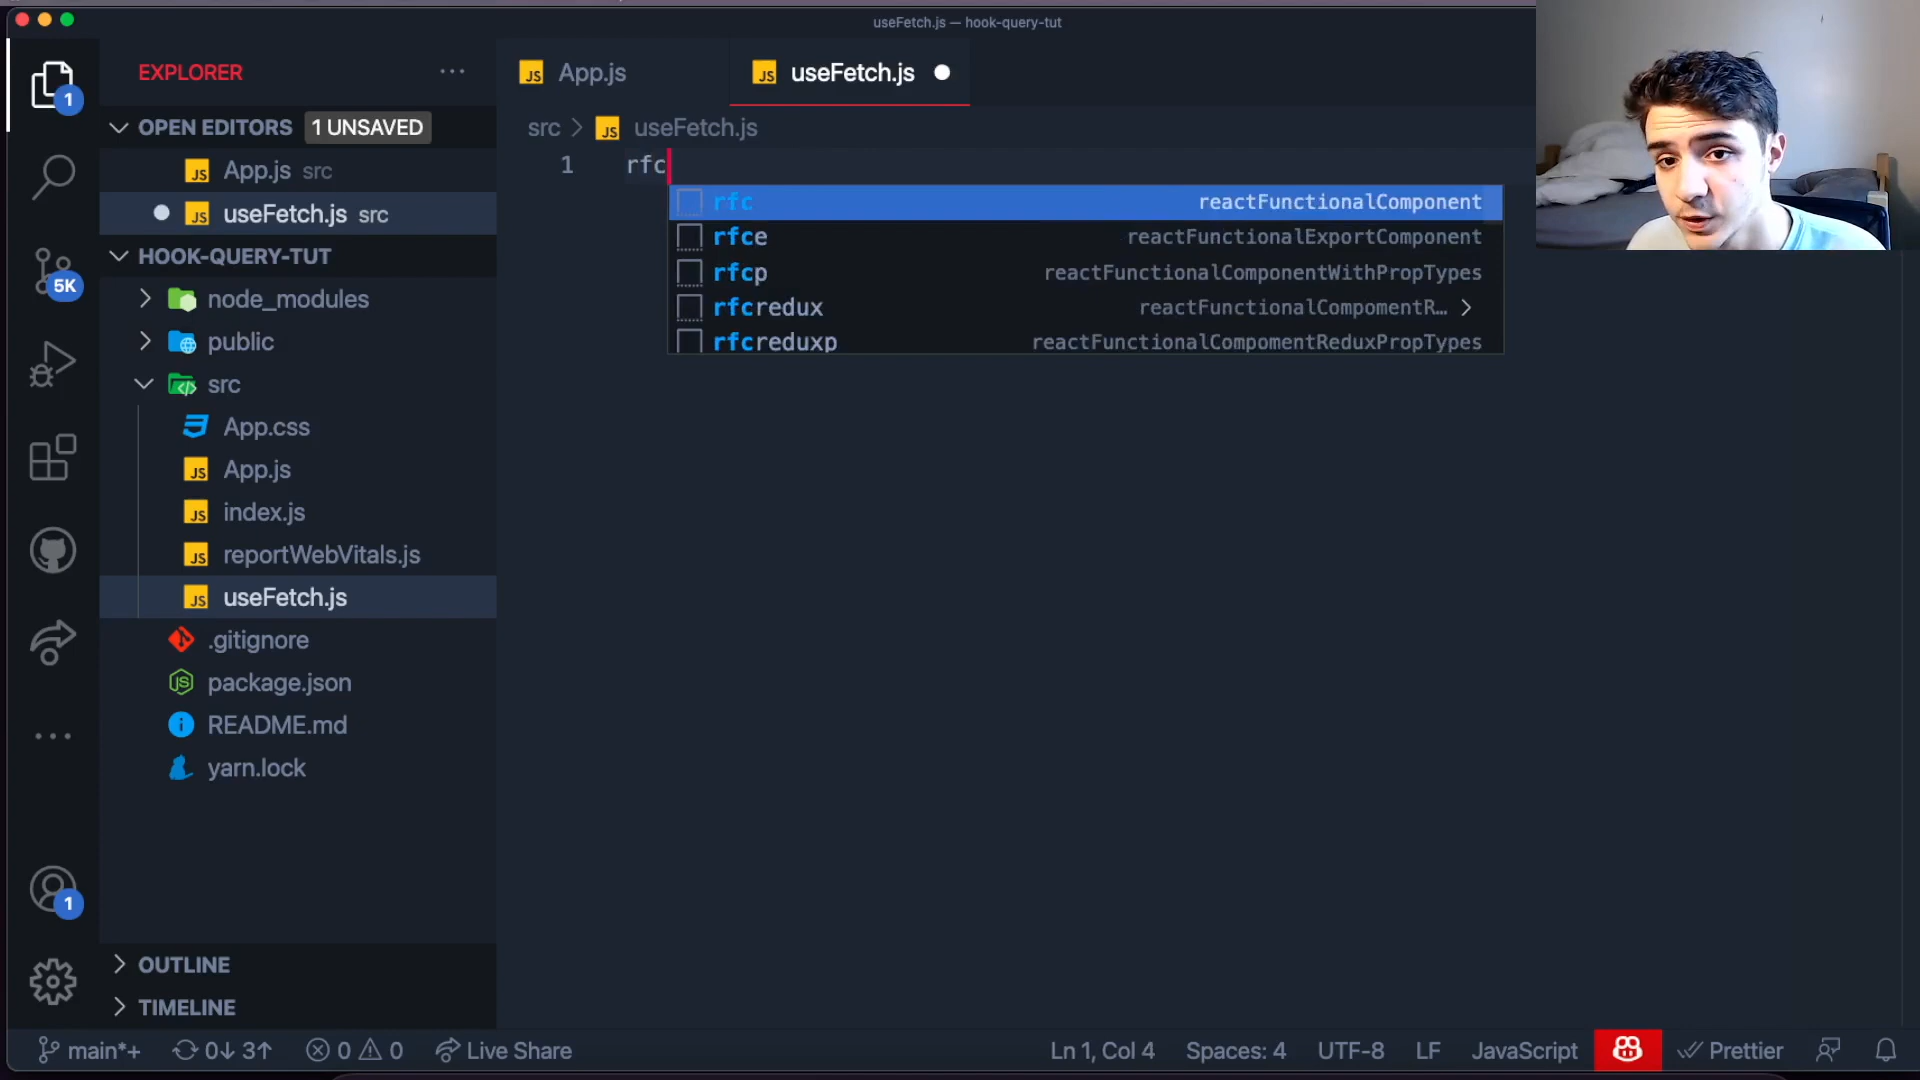 useFetch.js — hook-query-tut
EXPLORER
App.js
useFetch.js
1
OPEN EDITORS 1 UNSAVED
src useFetch.js
App.js src
1 rfc
useFetch.js src
rfc reactFunctionalComponent
rfce reactFunctionalExportComponent
rfcp reactFunctionalComponentWithPropTypes
rfcredux reactFunctionalCompomentR…
rfcreduxp reactFunctionalCompomentReduxPropTypes
HOOK-QUERY-TUT
5K
node_modules
public
src
App.css
App.js
index.js
reportWebVitals.js
useFetch.js
.gitignore
package.json
README.md
yarn.lock
1
OUTLINE
TIMELINE
main*+ 0↓ 3↑ 0 0 Live Share Ln 1, Col 4 Spaces: 4 UTF-8 LF JavaScript Prettier